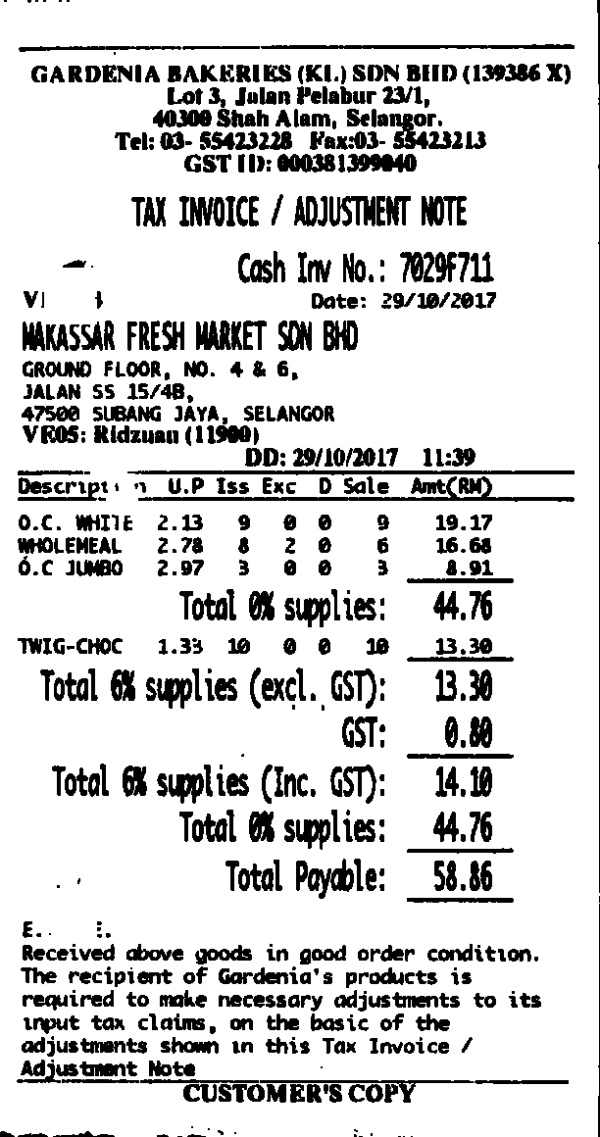 GARDENIA BAKERIES (KL) SDN BHD (139386 X)
Lot 3, Jalan Pelabur 23/1,
40300 Shah Alam, Selangor.
Tel: 03- 55423228 Fax:03- 55423213
GST ID: 000381399040
TAX INVOICE / ADJUSTMENT NOTE
Cash Inv No.: 7029F711
Date: 29/10/2017
MAKASSAR FRESH MARKET SDN BHD
GROUND FLOOR, NO. 4 & 6,
JALAN SS 15/4B,
47500 SUBANG JAYA, SELANGOR
VE05: Ridzuan (11900)
DD: 29/10/2017 11:39
Description U.P Iss Exc D Sale Amt(RM)
O.C. WHITE 2.13 9 0 0 9 19.17
WHOLEMEAL 2.78 8 2 0 6 16.68
O.C JUMBO 2.97 3 0 0 3 8.91
Total 0% supplies: 44.76
TWIG-CHOC 1.33 10 0 0 10 13.30
Total 6% supplies (excl. GST): 13.30
GST: 0.80
Total 6% supplies (Inc. GST): 14.10
Total 0% supplies: 44.76
Total Payable: 58.86
Received above goods in good order condition.
The recipient of Gardenia's products is
required to make necessary adjustments to its
input tax claims, on the basic of the
adjustments shown in this Tax Invoice /
Adjustment Note
CUSTOMER'S COPY